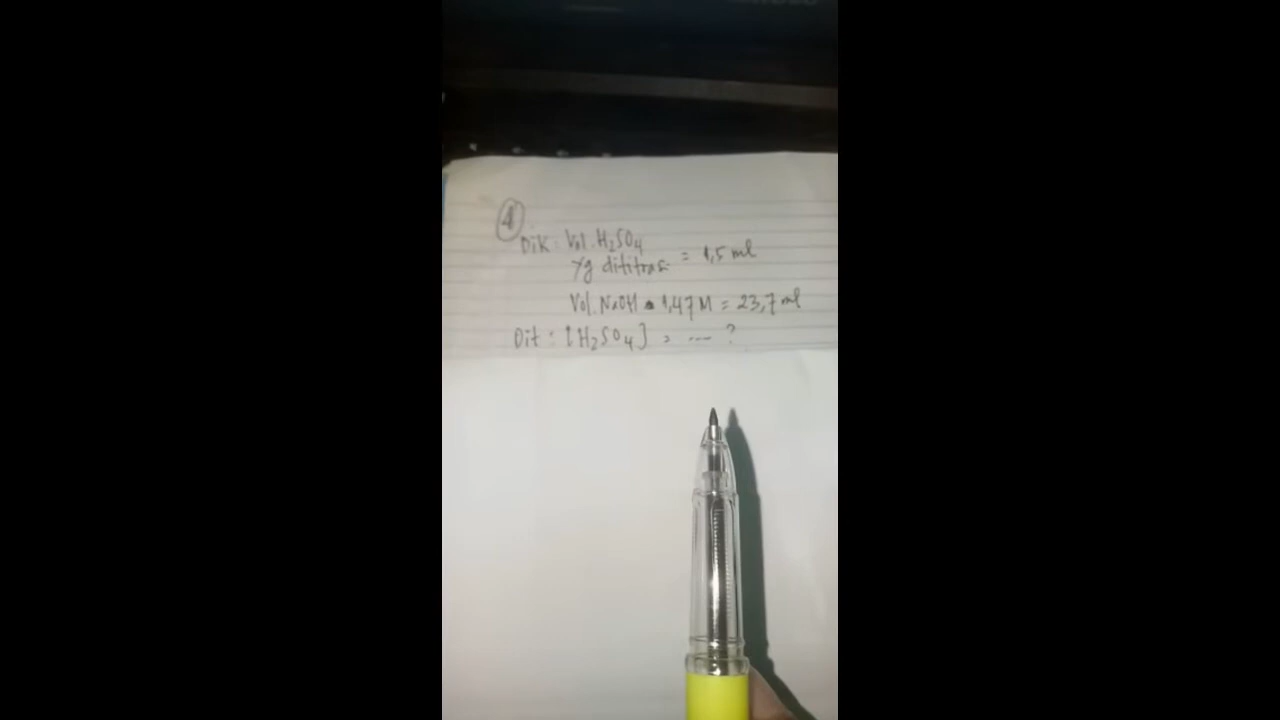 4
Dik : Vol. H₂SO₄
yg dititrasi = 1,5 ml
Vol. NaOH 1,47 M = 23,7 ml
Dit : [H₂SO₄] = .... ?